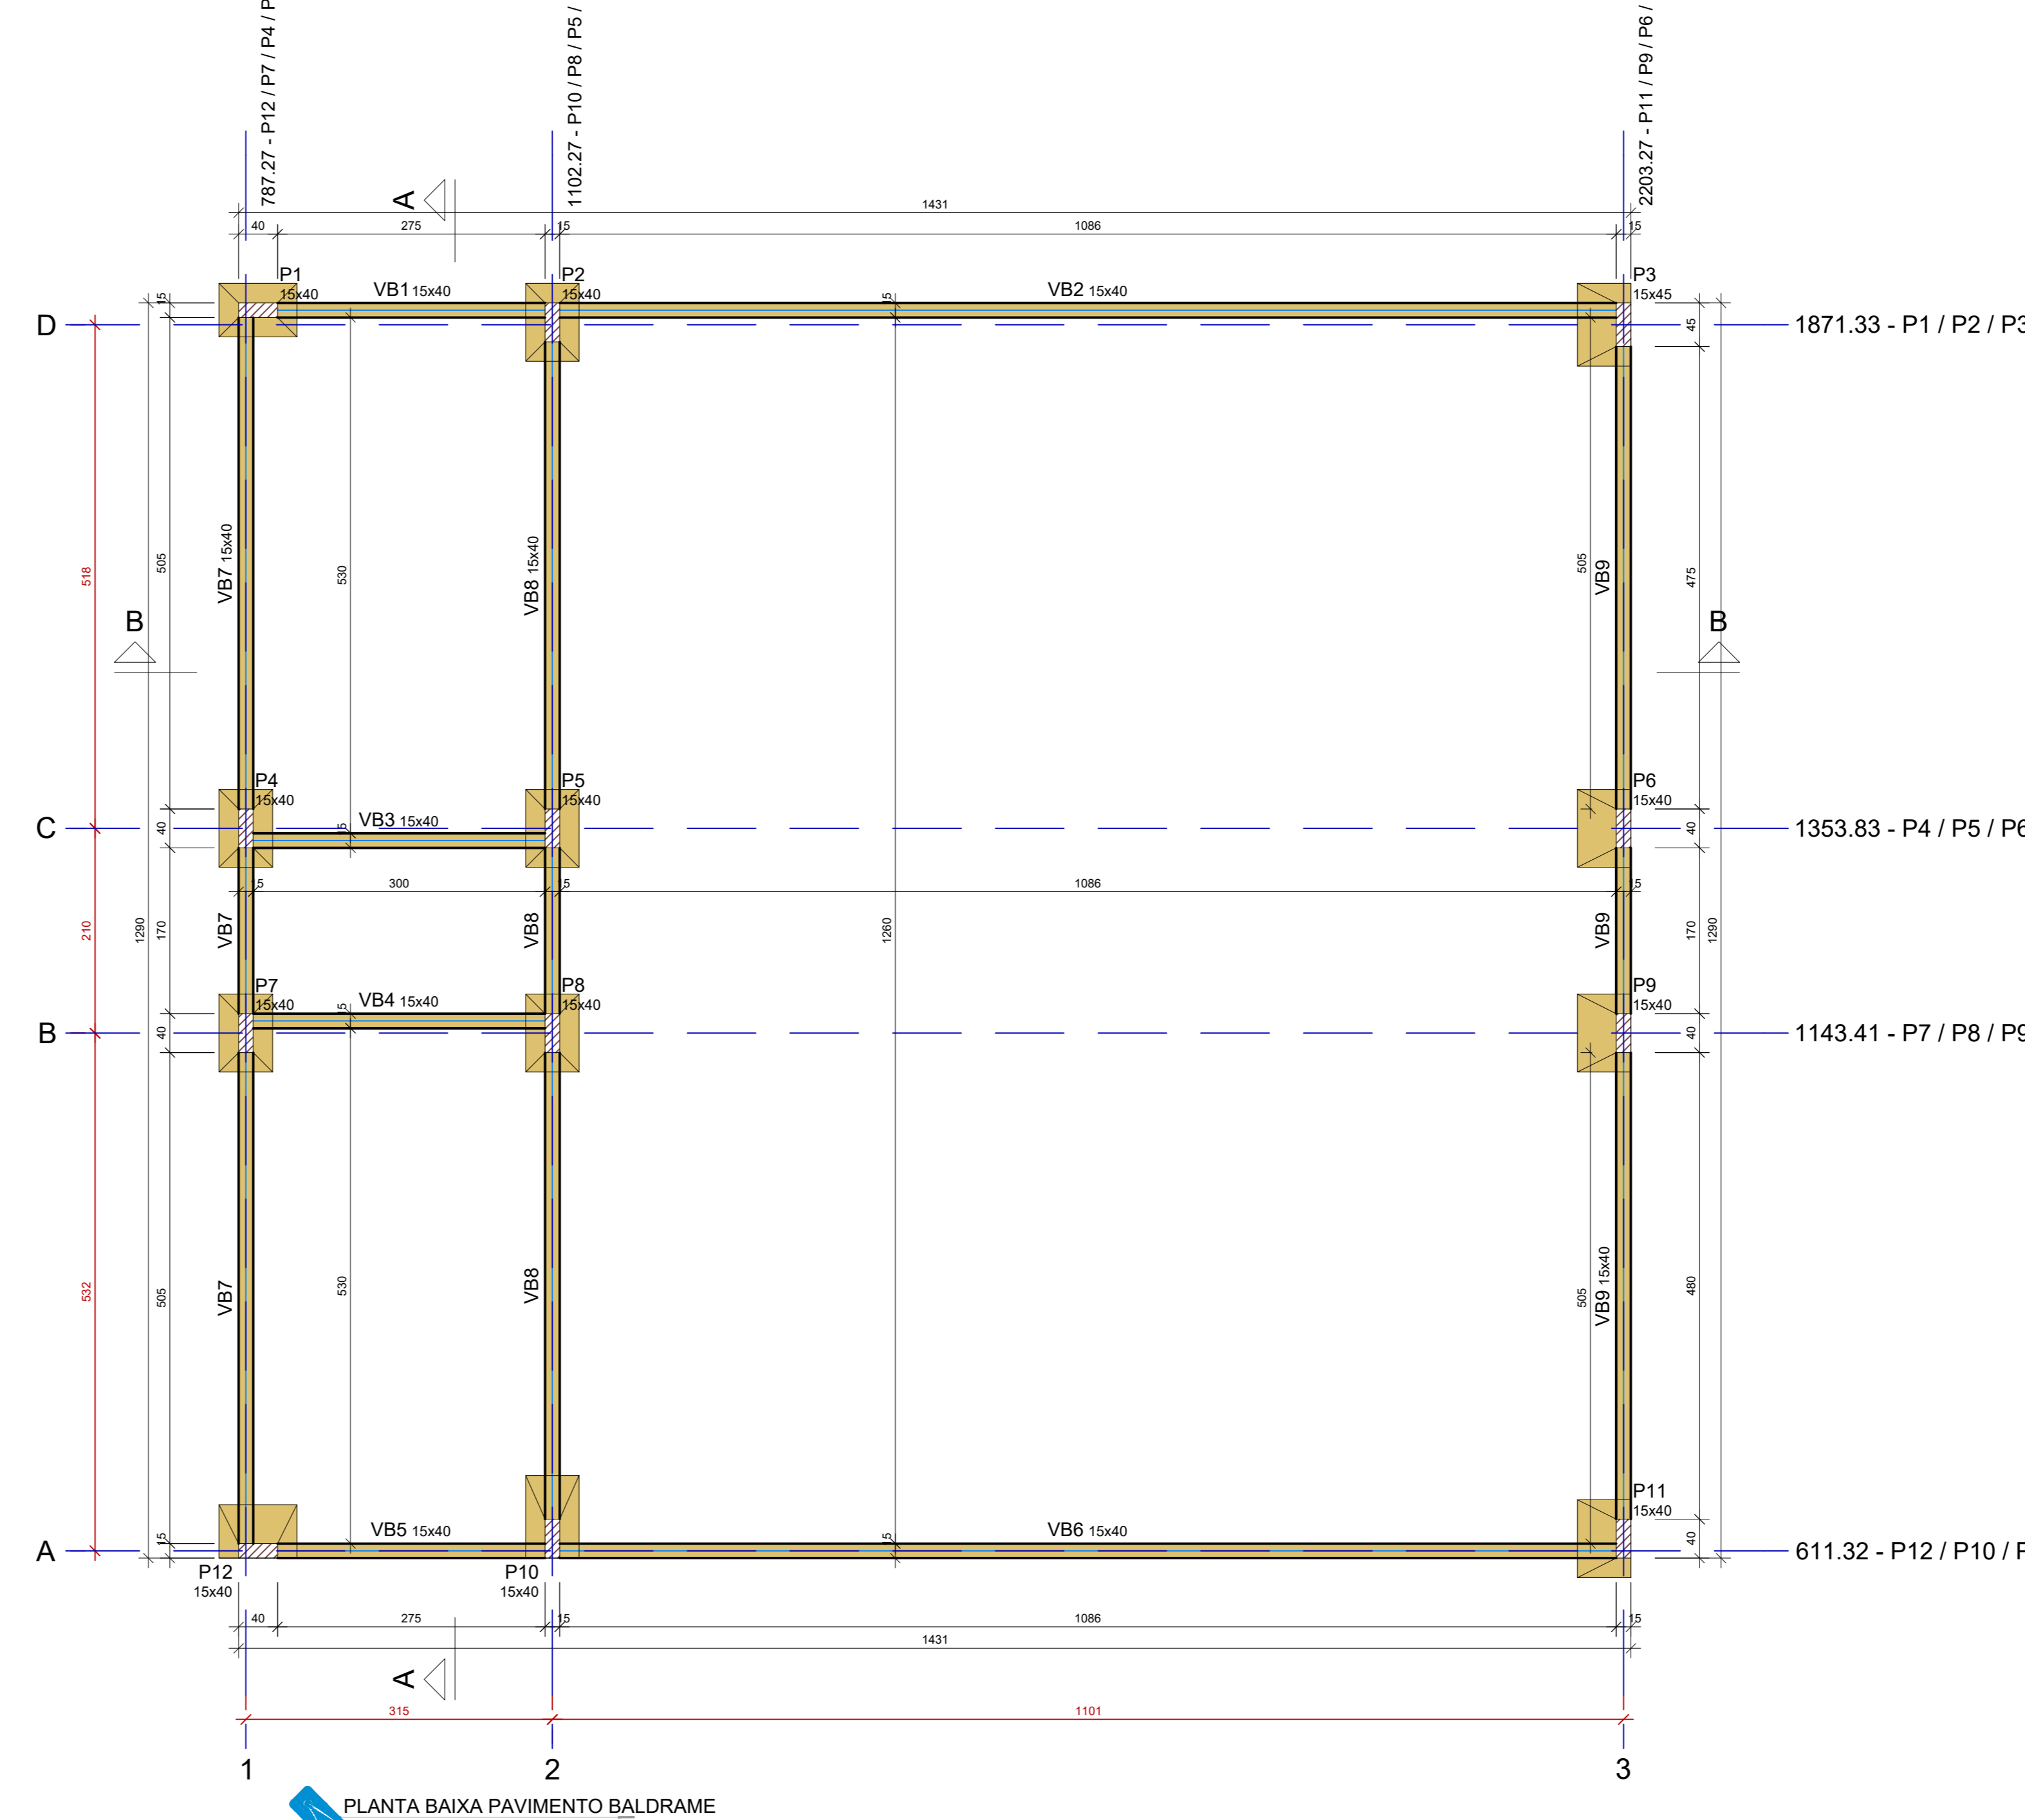 787.27 - P12 / P7 / P4 / P
1102.27 - P10 / P8 / P5 /
2203.27 - P11 / P9 / P6 /
A
1431
40 275 15 1086 15
P1
15x40
VB1 15x40
P2
15x40
VB2 15x40
P3
15x45
15
15
45
D
1871.33 - P1 / P2 / P3
518
505
VB7 15x40
530
VB8 15x40
505
VB9
475
B
B
P4
15x40
P5
15x40
P6
15x40
C
40
VB3 15x40
15
40
1353.83 - P4 / P5 / P6
15 300 15 1086 15
210
1290
170
VB7
VB8
1260
VB9
170
1290
P7
15x40
VB4 15x40
15
P8
15x40
P9
15x40
B
40
40
1143.41 - P7 / P8 / P9
532
505
VB7
530
VB8
505
VB9 15x40
480
P11
15x40
A
15
VB5 15x40
VB6 15x40
15
40
611.32 - P12 / P10 / P
P12
15x40
P10
15x40
40 275 15 1086 15
1431
A
315 1101
1 2 3
PLANTA BAIXA PAVIMENTO BALDRAME